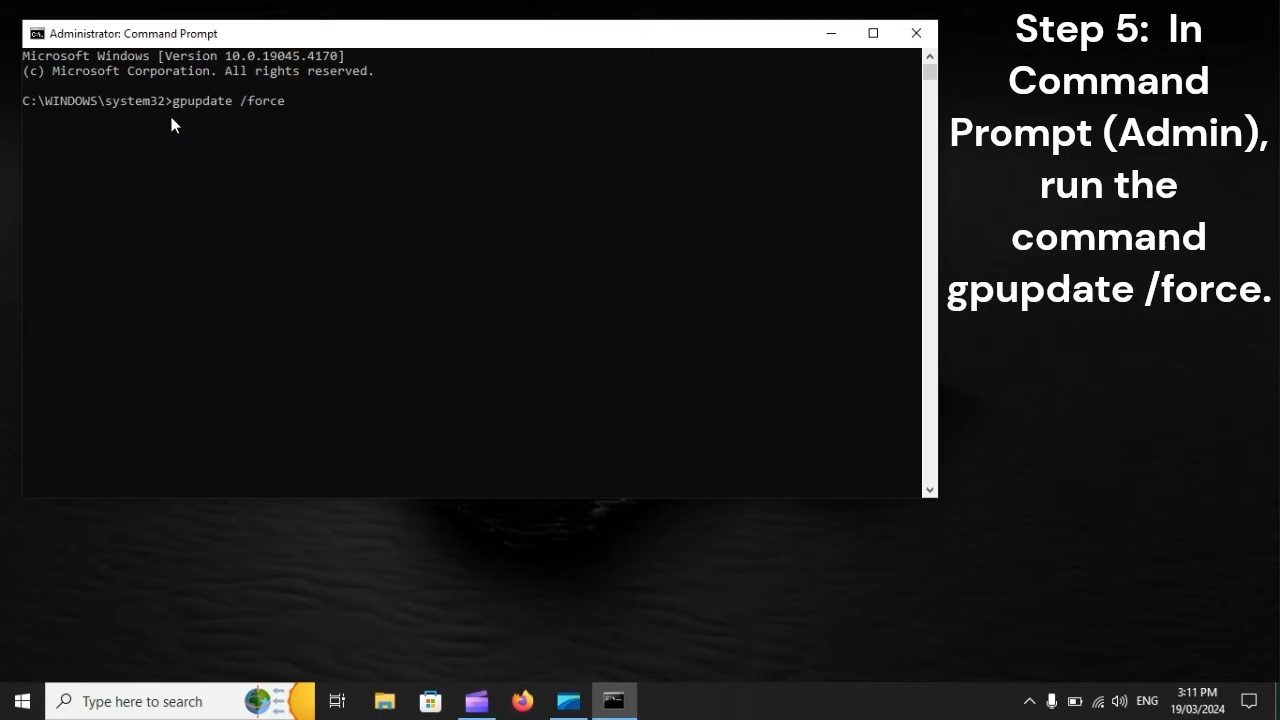 Administrator: Command Prompt
Microsoft Windows [Version 10.0.19045.4170]
(c) Microsoft Corporation. All rights reserved.
C:\WINDOWS\system32>gpupdate /force
Step 5: In
Command
Prompt (Admin),
run the
command
gpupdate /force.
Type here to search
ENG
3:11 PM
19/03/2024